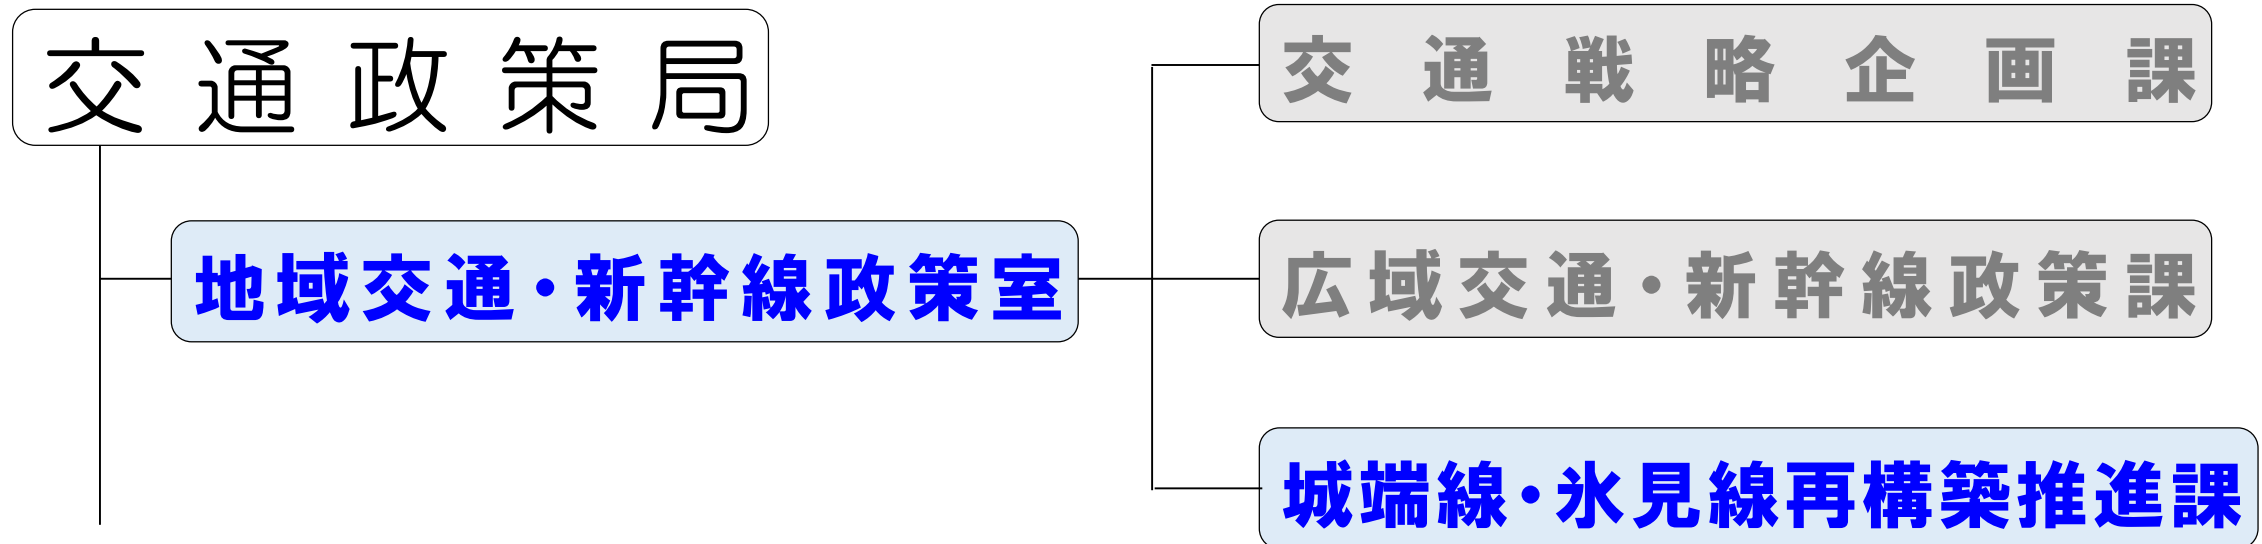 交通政策局
交通戦略企画課
地域交通・新幹線政策室
広域交通・新幹線政策課
城端線・氷見線再構築推進課